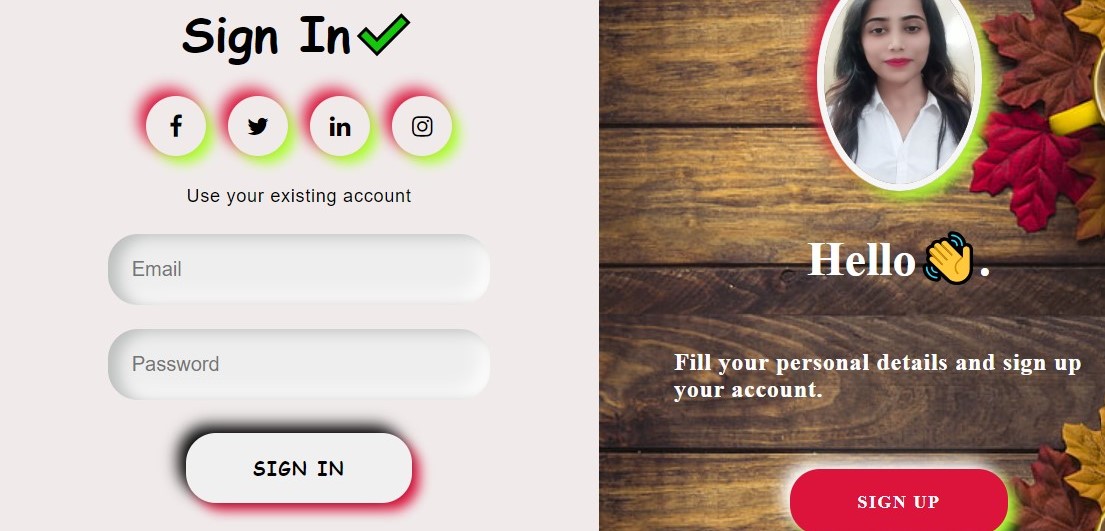 Sign In
Use your existing account
Email
Password
SIGN IN
Hello 👋.
Fill your personal details and sign up
your account.
SIGN UP